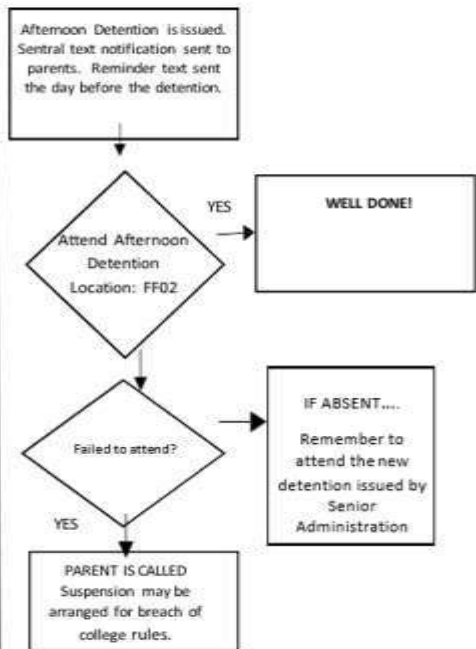 Afternoon Detention is issued.
Sentral text notification sent to
parents. Reminder text sent
the day before the detention.
YES
WELL DONE!
Attend Afternoon
Detention
Location: FF02
IF ABSENT....
Remember to
attend the new
detention issued by
Senior
Administration
Failed to attend?
YES
PARENT IS CALLED
Suspension may be
arranged for breach of
college rules.